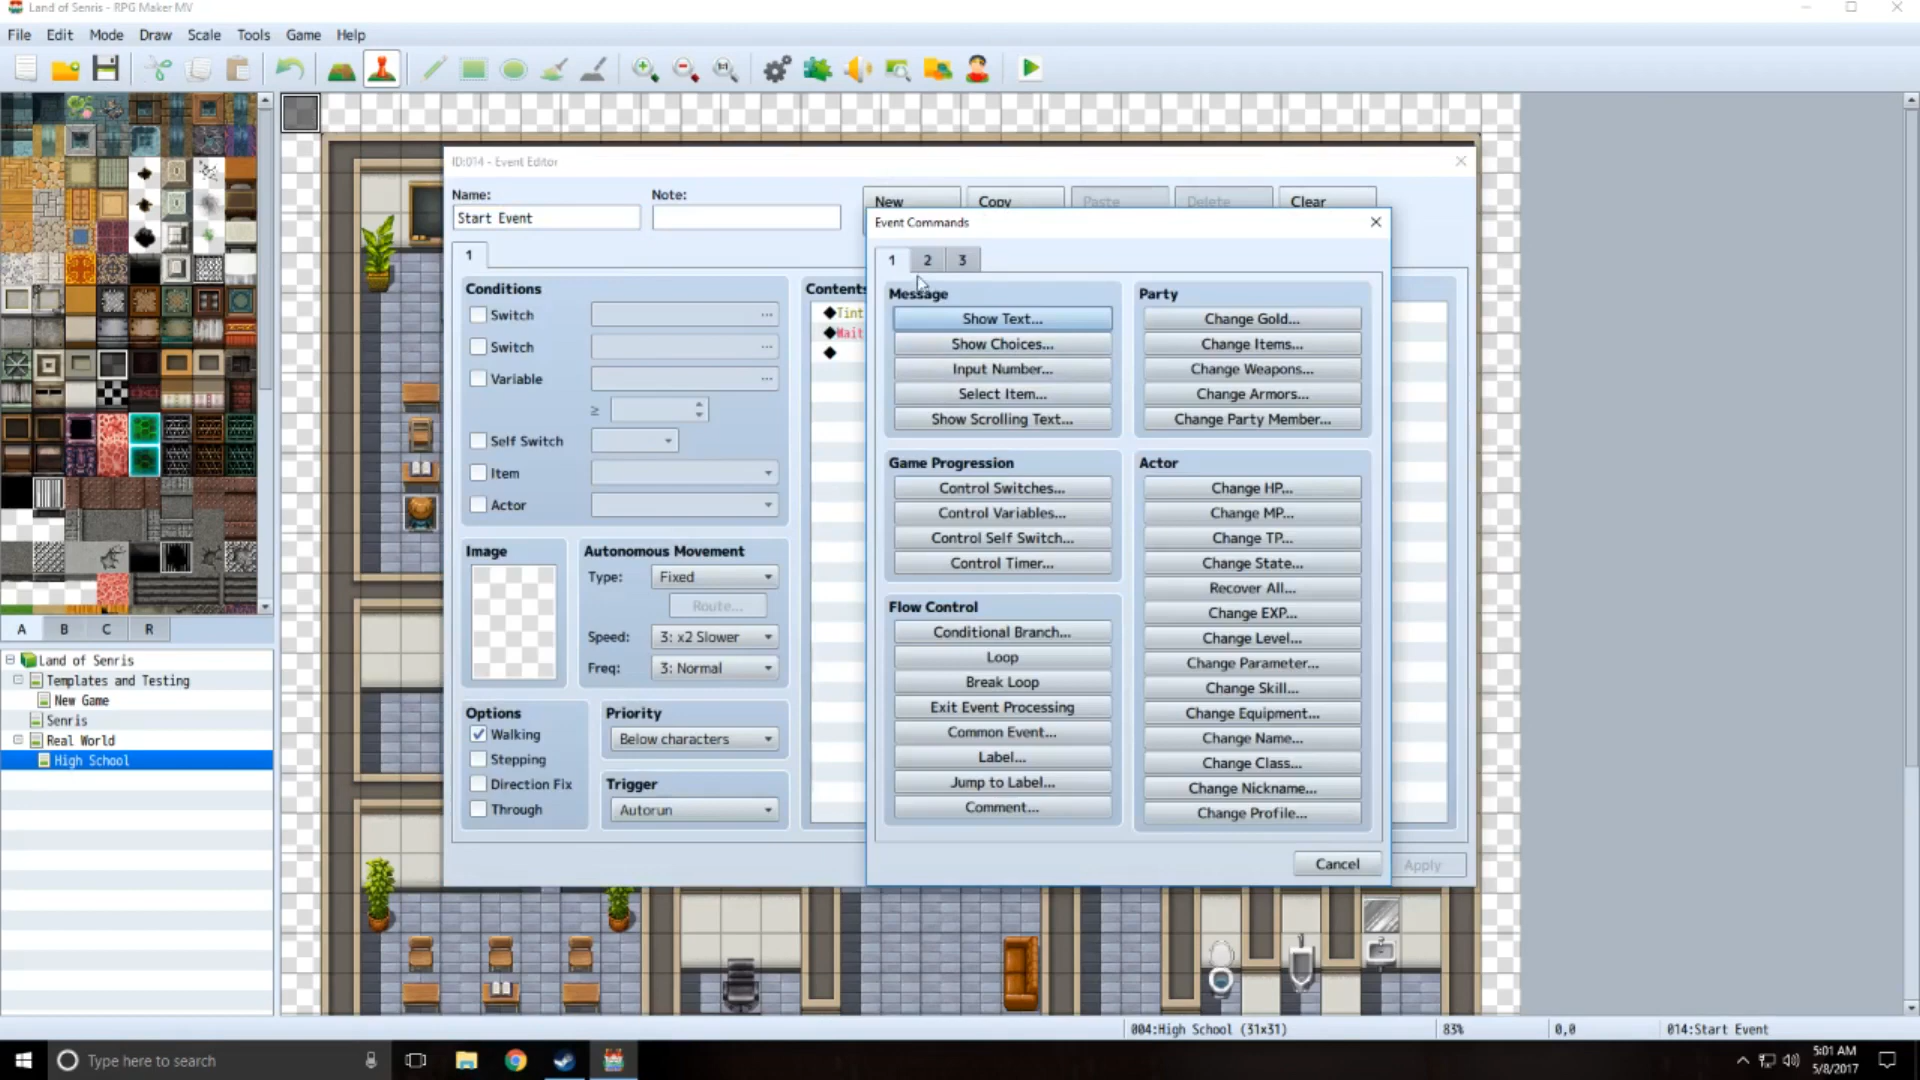 Land of Senris - RPG Maker MV
File Edit Mode Draw Scale Tools Game Help
ID:014 - Event Editor
Name:
Start Event
Note:
New
Copy
Paste
Delete
Clear
1
Conditions
Switch
Switch
Variable
≥
Self Switch
Item
Actor
Image
Autonomous Movement
Type: Fixed
Route...
Speed: 3: x2 Slower
Freq: 3: Normal
Options
Walking
Stepping
Direction Fix
Through
Priority
Below characters
Trigger
Autorun
Contents
◆Tint
◆Wait
◆
Apply
Event Commands
1 2 3
Message
Show Text...
Show Choices...
Input Number...
Select Item...
Show Scrolling Text...
Game Progression
Control Switches...
Control Variables...
Control Self Switch...
Control Timer...
Flow Control
Conditional Branch...
Loop
Break Loop
Exit Event Processing
Common Event...
Label...
Jump to Label...
Comment...
Party
Change Gold...
Change Items...
Change Weapons...
Change Armors...
Change Party Member...
Actor
Change HP...
Change MP...
Change TP...
Change State...
Recover All...
Change EXP...
Change Level...
Change Parameter...
Change Skill...
Change Equipment...
Change Name...
Change Class...
Change Nickname...
Change Profile...
Cancel
A B C R
Land of Senris
Templates and Testing
New Game
Senris
Real World
High School
004:High School (31x31)
83%
0,0
014:Start Event
Type here to search
5:01 AM
5/8/2017